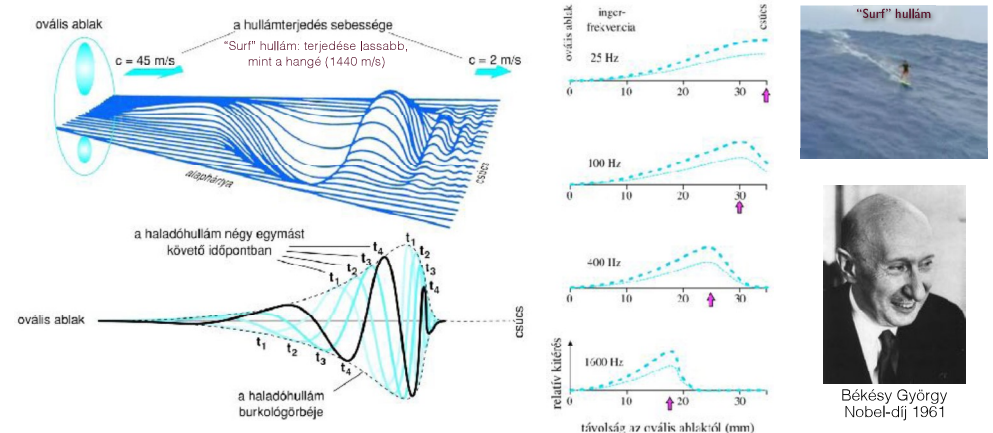 ovális ablak
a hullámterjedés sebessége
"Surf" hullám: terjedése lassabb,
mint a hangé (1440 m/s)
c = 45 m/s
c = 2 m/s
alaphánya
csúcs
a haladóhullám négy egymást
követő időpontban
t1 t2 t3 t4
t1 t2 t3 t4
ovális ablak
csúcs
t1 t2 t3 t4
a haladóhullám
burkológörbéje
ovális ablak
inger-
frekvencia
csúcs
25 Hz
0 10 20 30
100 Hz
0 10 20 30
400 Hz
0 10 20 30
relatív kitérés
1600 Hz
0 10 20 30
távolság az ovális ablaktól (mm)
"Surf" hullám
Békésy György
Nobel-díj 1961